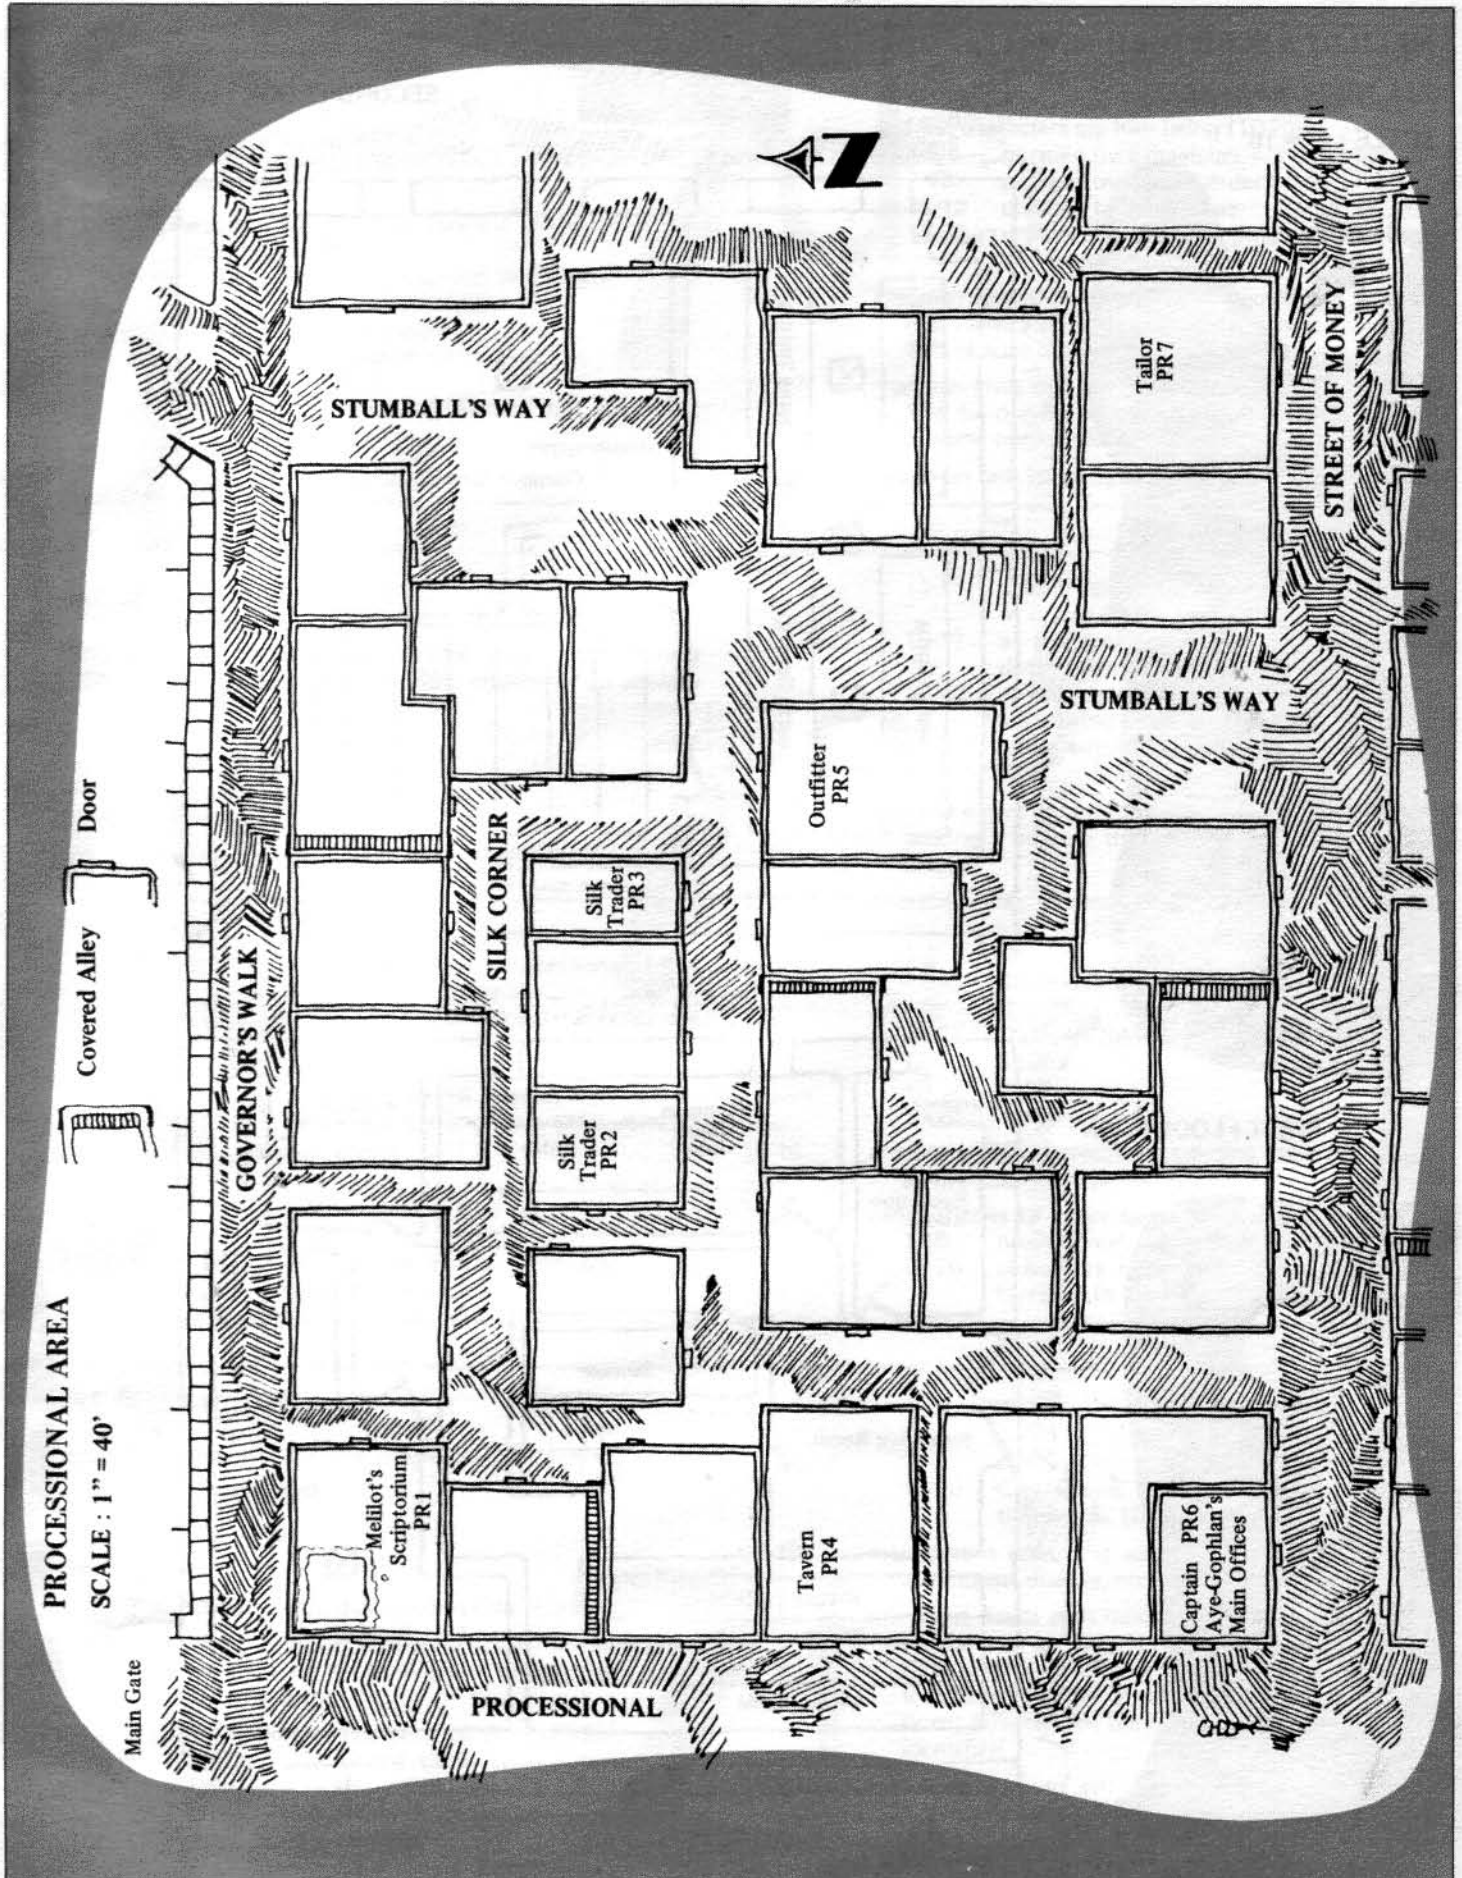 PROCESSIONAL AREA
SCALE : 1" = 40'
Covered Alley
Door
Main Gate
GOVERNOR'S WALK
STUMBALL'S WAY
N
SILK CORNER
Melilot's
Scriptorium
PR1
Silk
Trader
PR2
Silk
Trader
PR3
Tavern
PR4
Outfitter
PR5
Captain PR6
Aye-Gophlan's
Main Offices
Tailor
PR7
STUMBALL'S WAY
STREET OF MONEY
PROCESSIONAL